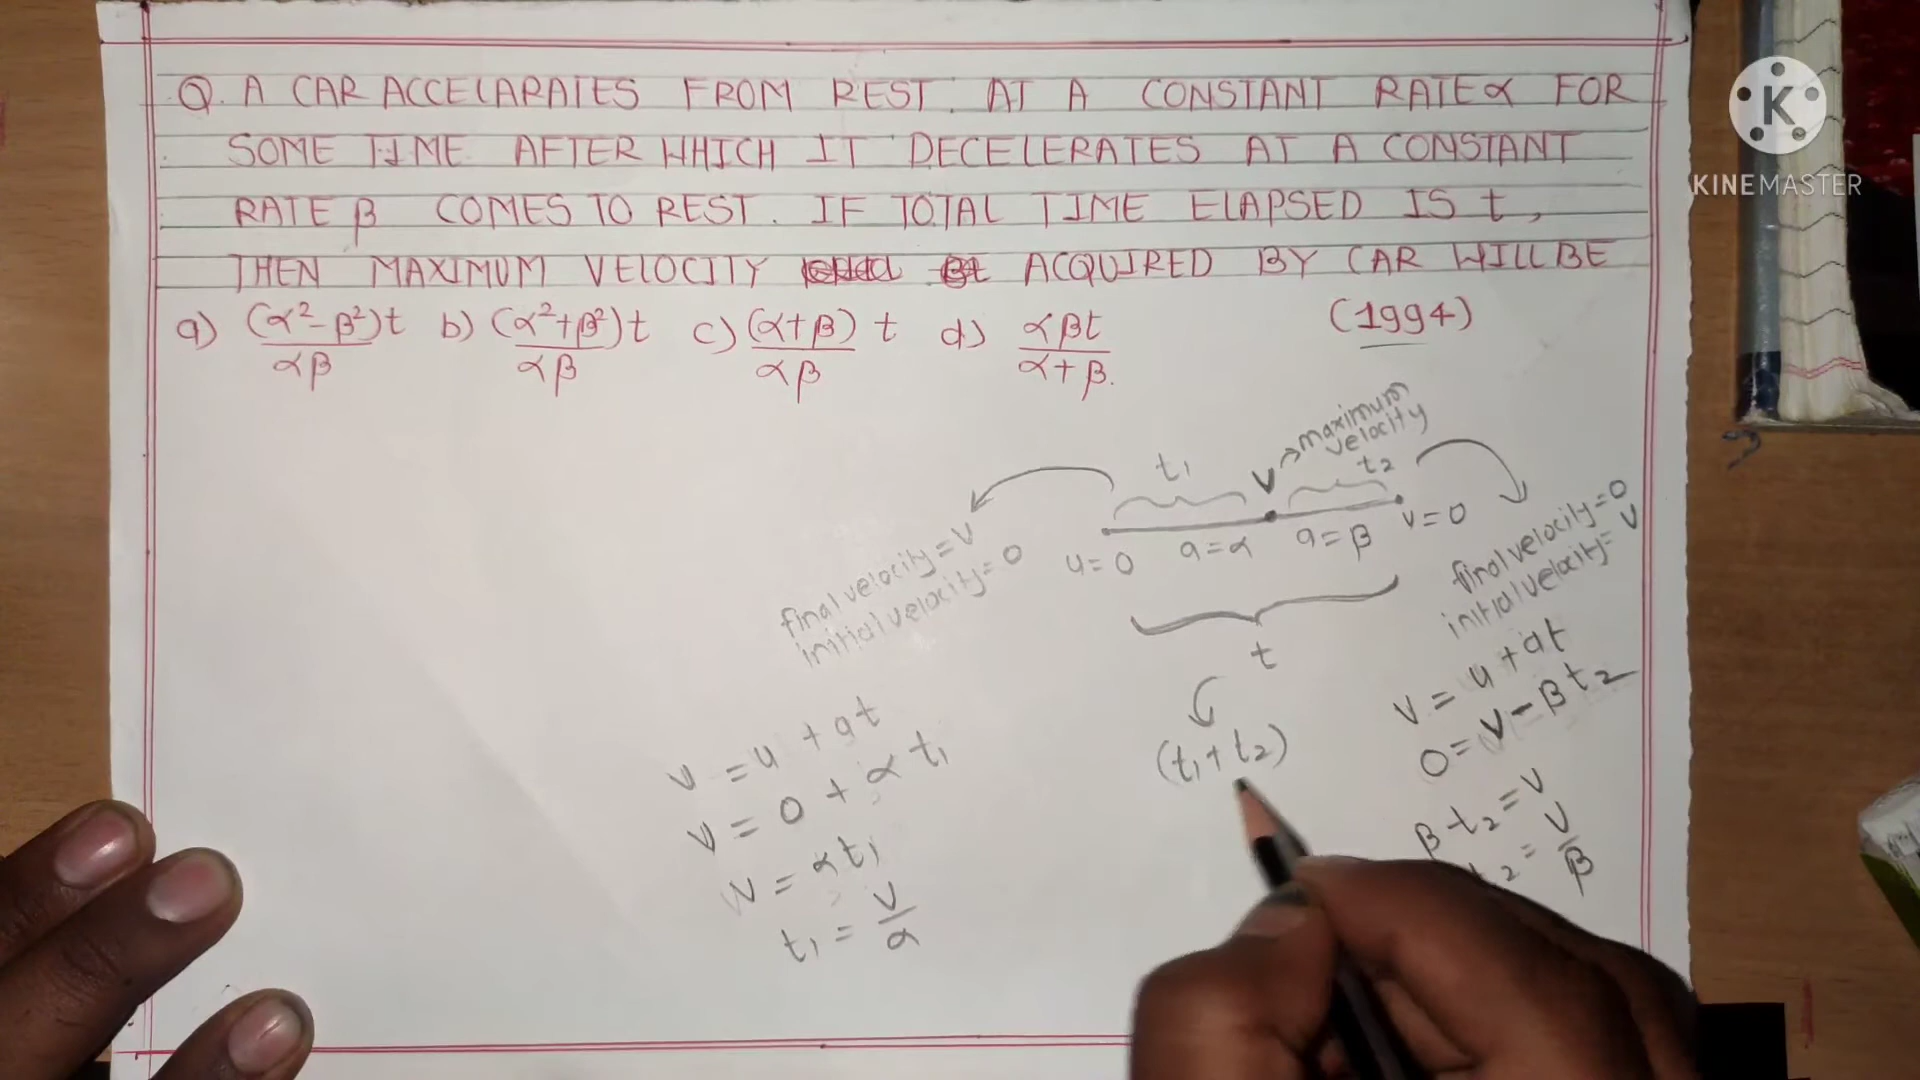 Q. A CAR ACCELARATES FROM REST. AT A CONSTANT RATE α FOR
SOME TIME AFTER WHICH IT DECELERATES AT A CONSTANT
RATE β COMES TO REST. IF TOTAL TIME ELAPSED IS t,
THEN MAXIMUM VELOCITY ACQUIRED BY CAR WILL BE
a) (α²-β²)t/αβ b) (α²+β²)t/αβ c) (α+β)t/αβ d) αβt/α+β.
(1994)
K
KINEMASTER
maximum
velocity
t₁
V
t₂
u=0
a=α
a=β
v=0
final velocity=v
initial velocity=0
final velocity=0
initial velocity=v
t
(t₁+t₂)
v=u+at
v=0+αt₁
v=αt₁
t₁=v/α
v=u+at
0=v-βt₂
βt₂=v
t₂=v/β